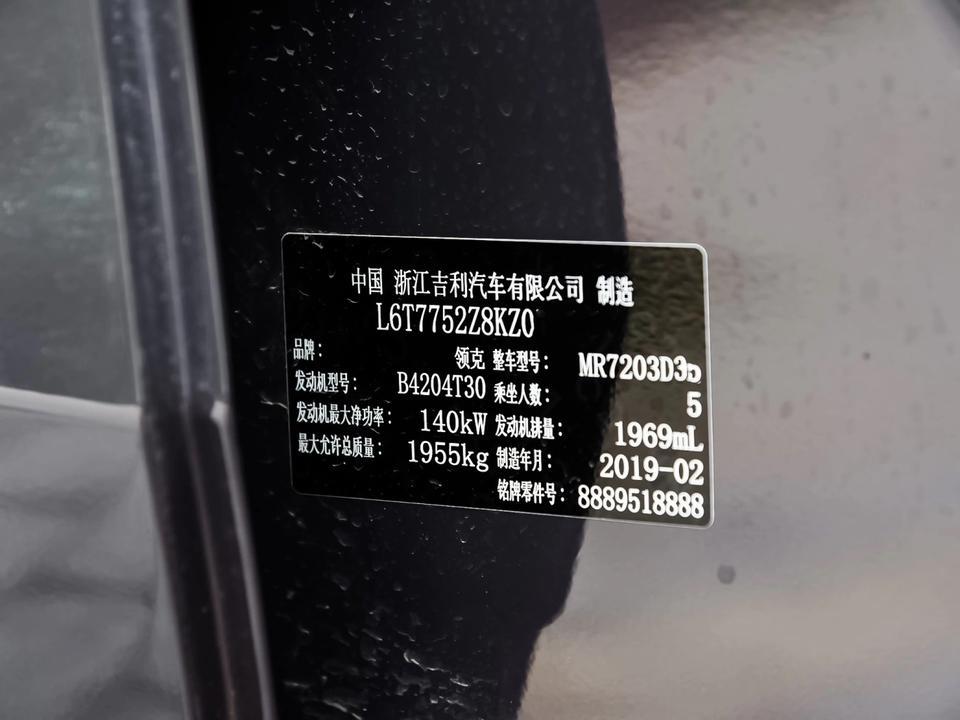 中国 浙江吉利汽车有限公司 制造
L6T7752Z8KZ0
品牌: 领克 整车型号: MR7203D35
发动机型号: B4204T30 乘坐人数: 5
发动机最大净功率: 140kW 发动机排量: 1969mL
最大允许总质量: 1955kg 制造年月: 2019-02
铭牌零件号: 8889518888